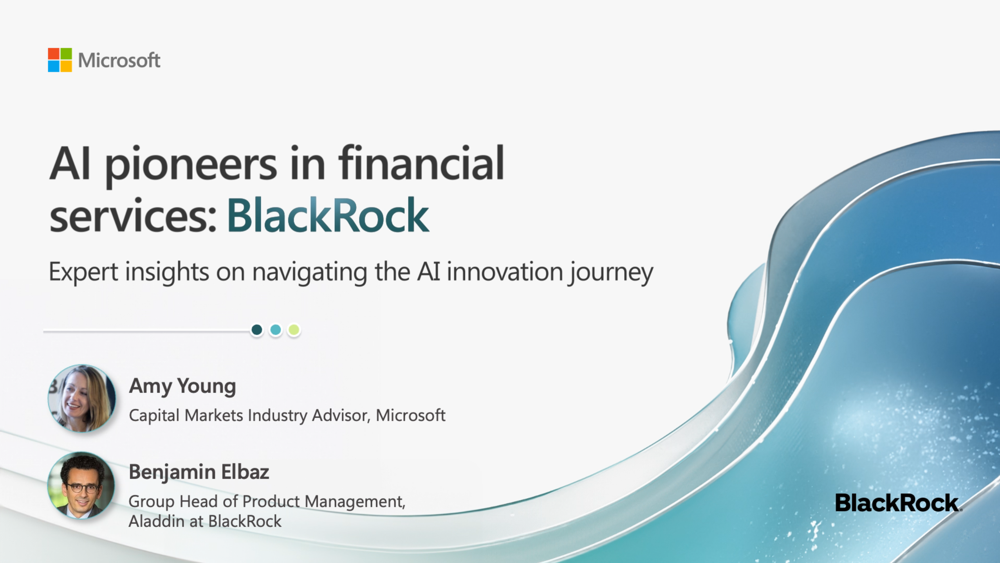 Microsoft
AI pioneers in financial
services: BlackRock
Expert insights on navigating the AI innovation journey
Amy Young
Capital Markets Industry Advisor, Microsoft
Benjamin Elbaz
Group Head of Product Management,
Aladdin at BlackRock
BlackRock.